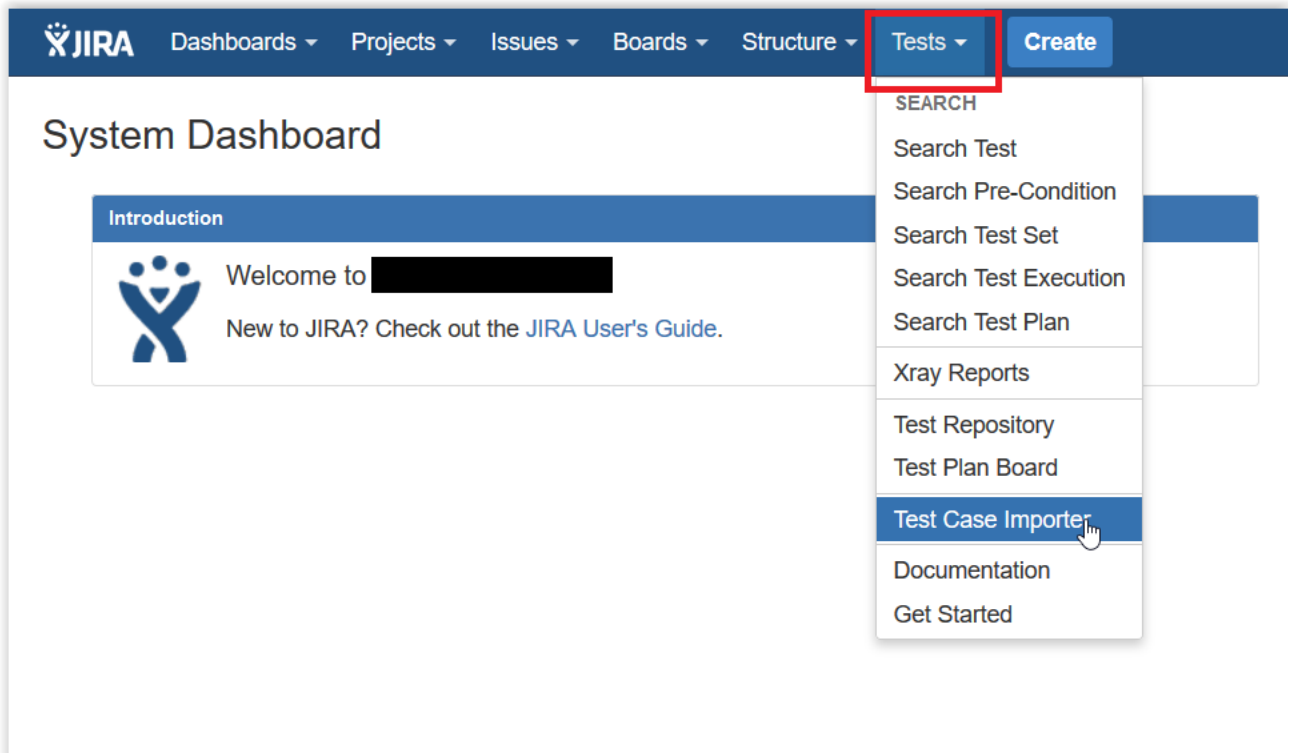 JIRA Dashboards Projects Issues Boards Structure Tests Create
System Dashboard
Introduction
Welcome to
New to JIRA? Check out the JIRA User's Guide.
SEARCH
Search Test
Search Pre-Condition
Search Test Set
Search Test Execution
Search Test Plan
Xray Reports
Test Repository
Test Plan Board
Test Case Importer
Documentation
Get Started